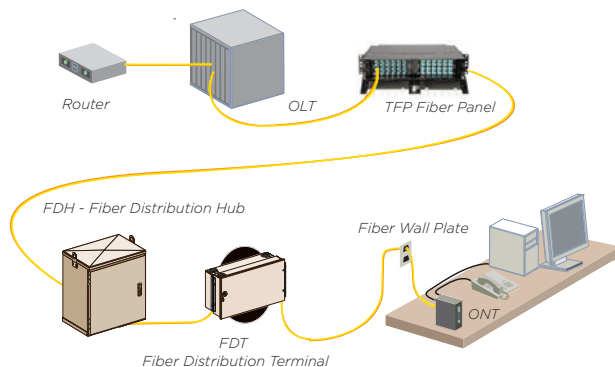 Router
OLT
TFP Fiber Panel
FDH - Fiber Distribution Hub
Fiber Wall Plate
ONT
FDT
Fiber Distribution Terminal